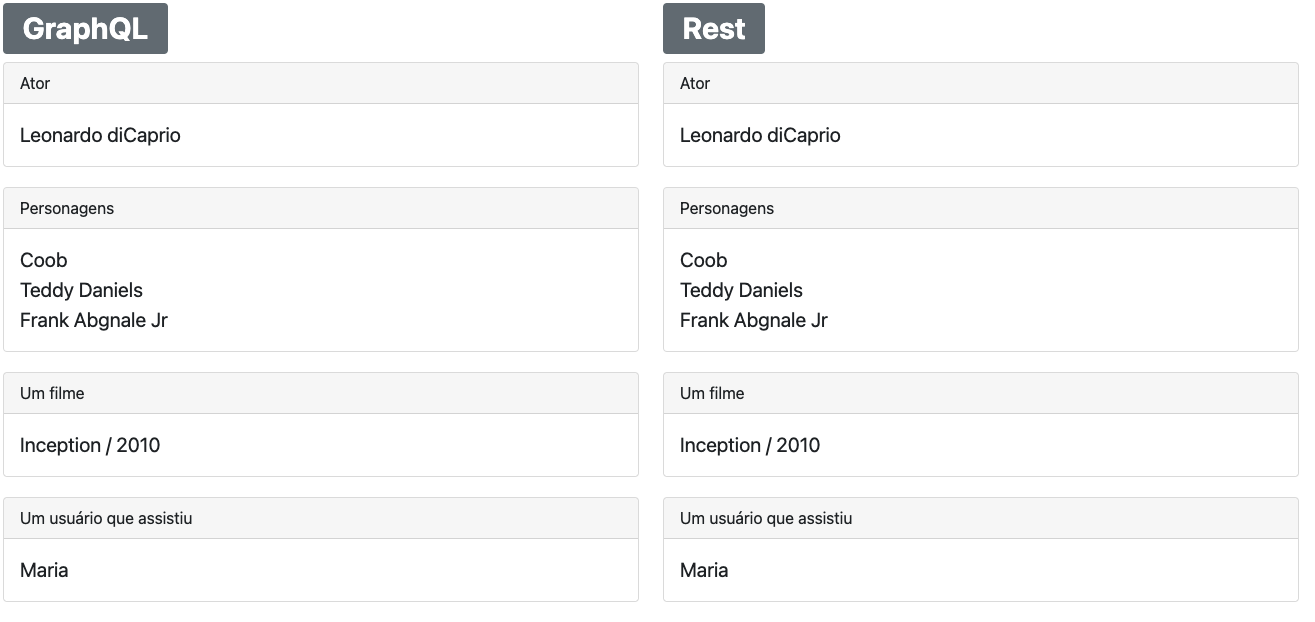 GraphQL
Ator
Leonardo diCaprio
Personagens
Coob
Teddy Daniels
Frank Abgnale Jr
Um filme
Inception / 2010
Um usuário que assistiu
Maria
Rest
Ator
Leonardo diCaprio
Personagens
Coob
Teddy Daniels
Frank Abgnale Jr
Um filme
Inception / 2010
Um usuário que assistiu
Maria